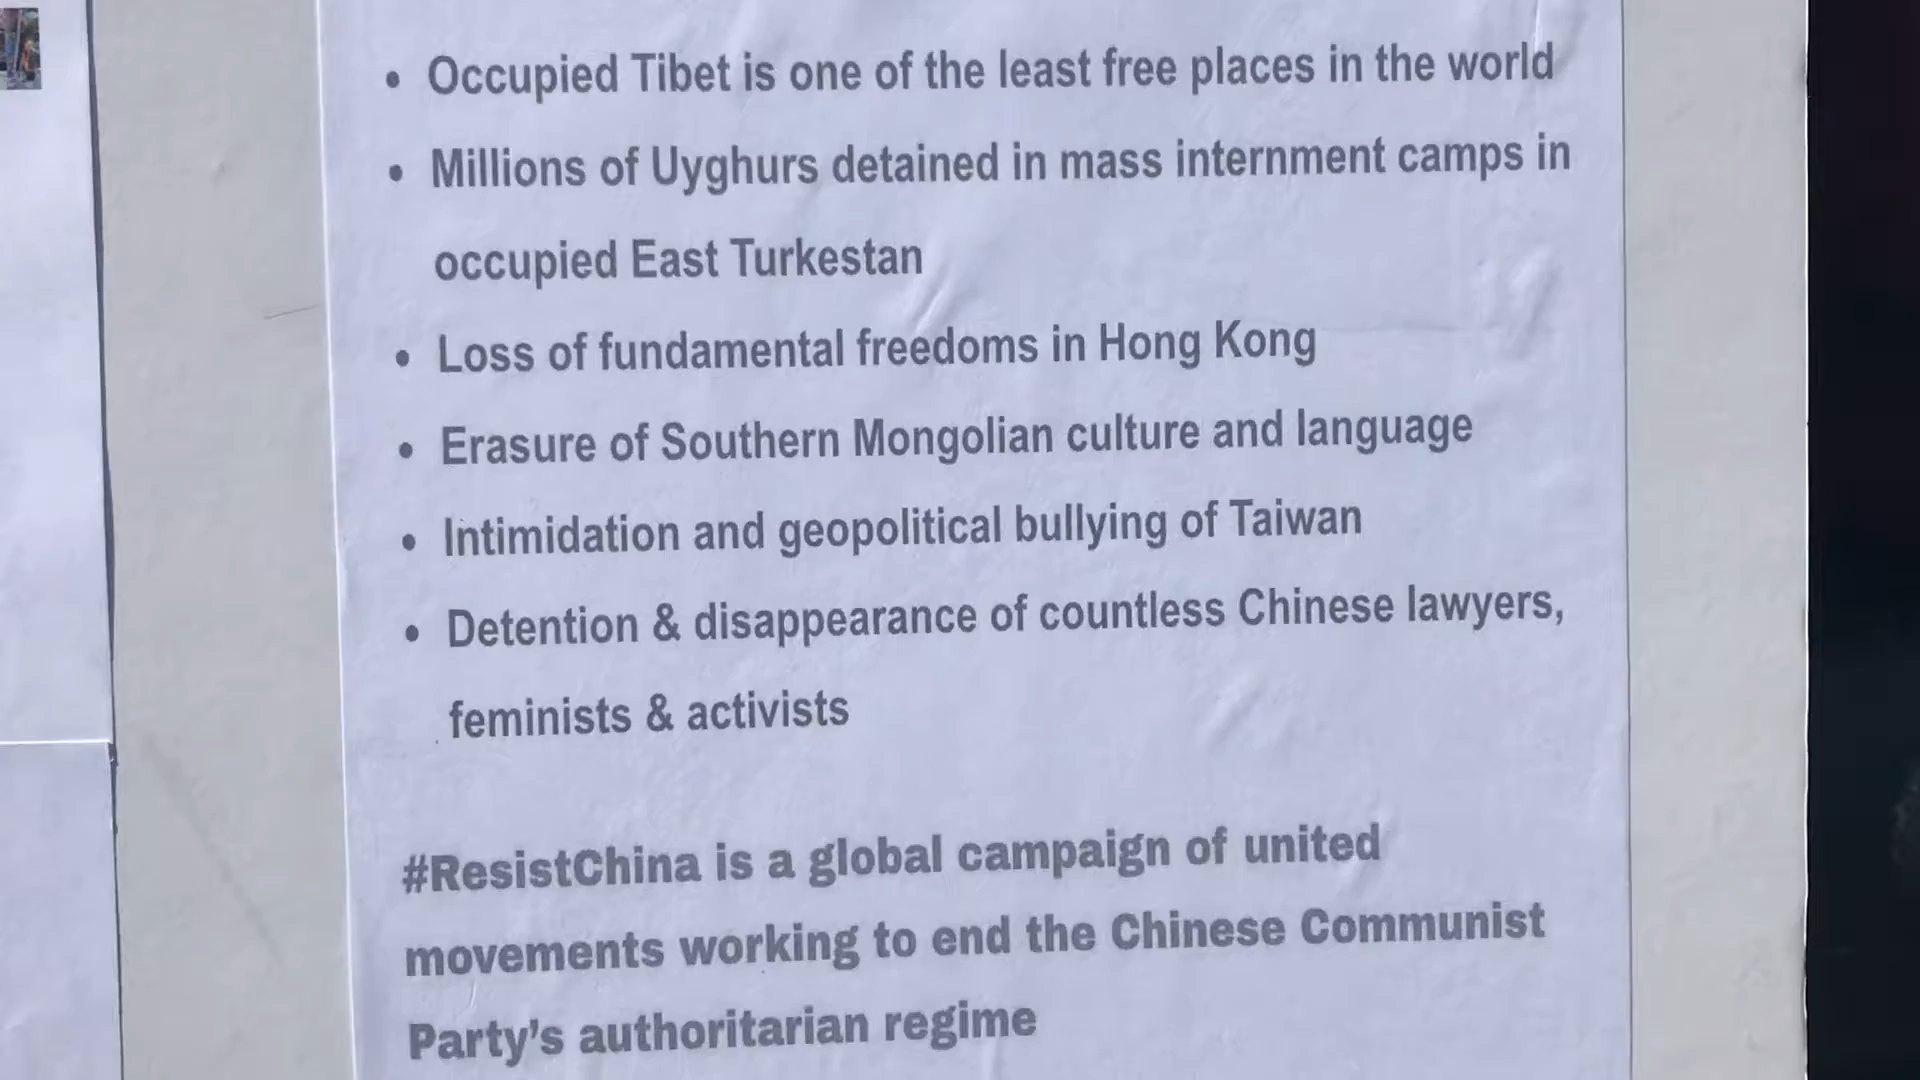 • Occupied Tibet is one of the least free places in the world
• Millions of Uyghurs detained in mass internment camps in
occupied East Turkestan
• Loss of fundamental freedoms in Hong Kong
• Erasure of Southern Mongolian culture and language
• Intimidation and geopolitical bullying of Taiwan
• Detention & disappearance of countless Chinese lawyers,
feminists & activists
#ResistChina is a global campaign of united
movements working to end the Chinese Communist
Party’s authoritarian regime